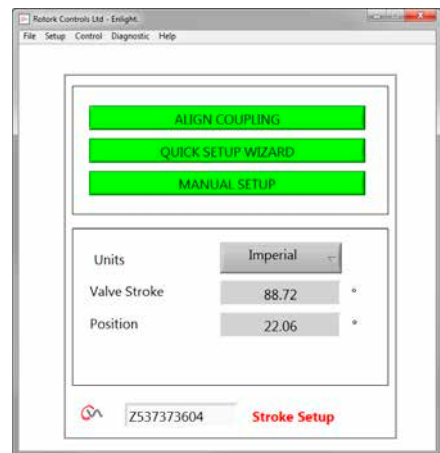 Rotork Controls Ltd - Enlight.
File Setup Control Diagnostic Help
ALIGN COUPLING
QUICK SETUP WIZARD
MANUAL SETUP
Units Imperial
Valve Stroke 88.72 °
Position 22.06 °
Z537373604 Stroke Setup